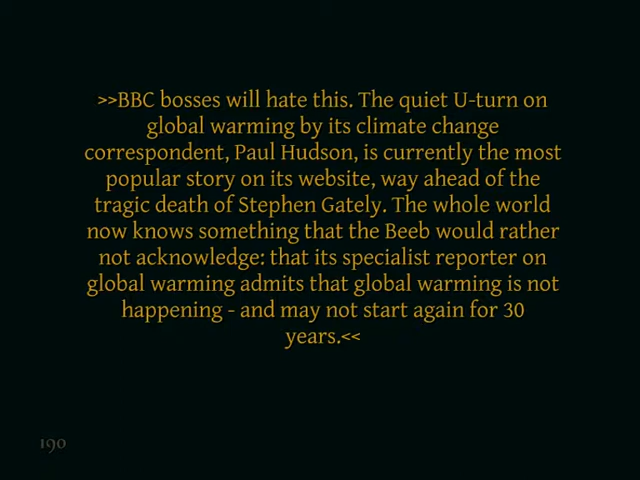 >>BBC bosses will hate this. The quiet U-turn on
global warming by its climate change
correspondent, Paul Hudson, is currently the most
popular story on its website, way ahead of the
tragic death of Stephen Gately. The whole world
now knows something that the Beeb would rather
not acknowledge: that its specialist reporter on
global warming admits that global warming is not
happening - and may not start again for 30
years.<<
190